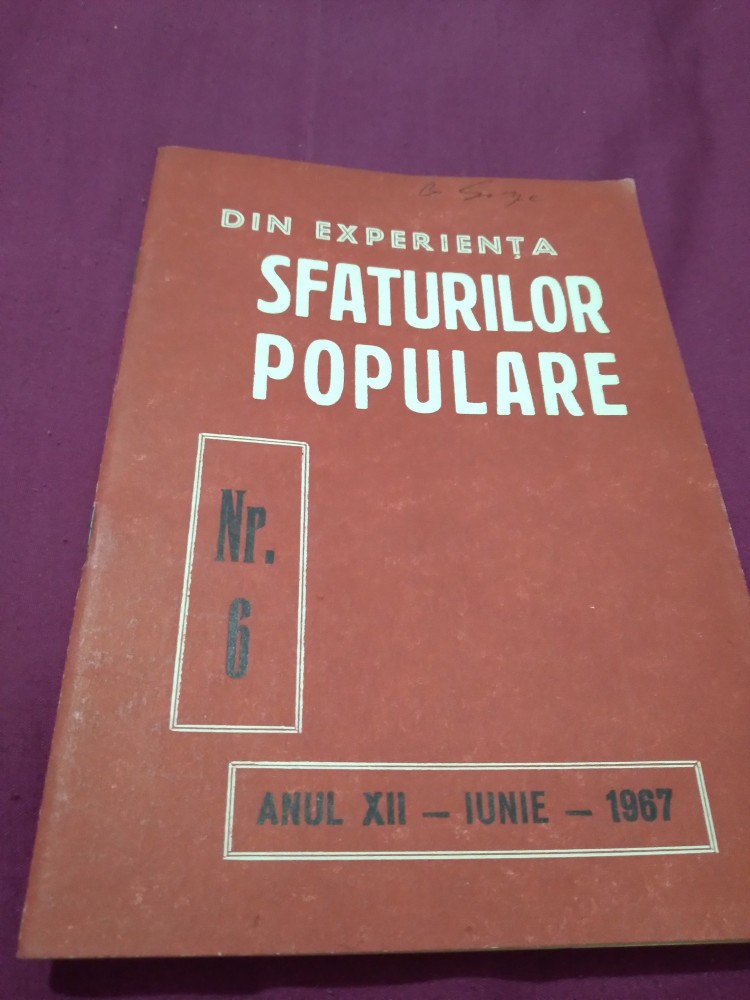 DIN EXPERIENȚA
SFATURILOR
POPULARE
Nr.
6
ANUL XII — IUNIE — 1967